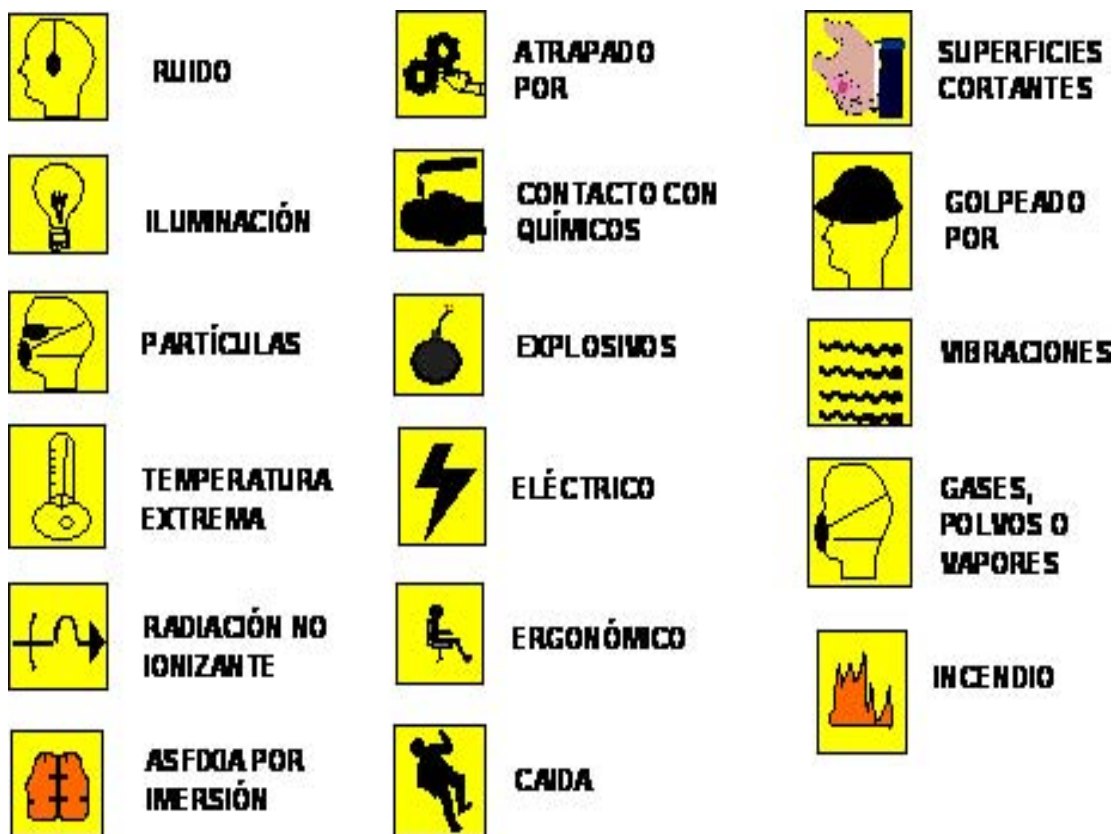 RUIDO
ILUMINACIÓN
PARTÍCULAS
TEMPERATURA
EXTREMA
RADIACIÓN NO
IONIZANTE
ASFIXIA POR
IMERSIÓN
ATRAPADO
POR
CONTACTO CON
QUÍMICOS
EXPLOSIVOS
ELÉCTRICO
ERGONÓMICO
CAIDA
SUPERFICIES
CORTANTES
GOLPEADO
POR
VIBRACIONES
GASES,
POLVOS O
VAPORES
INCENDIO